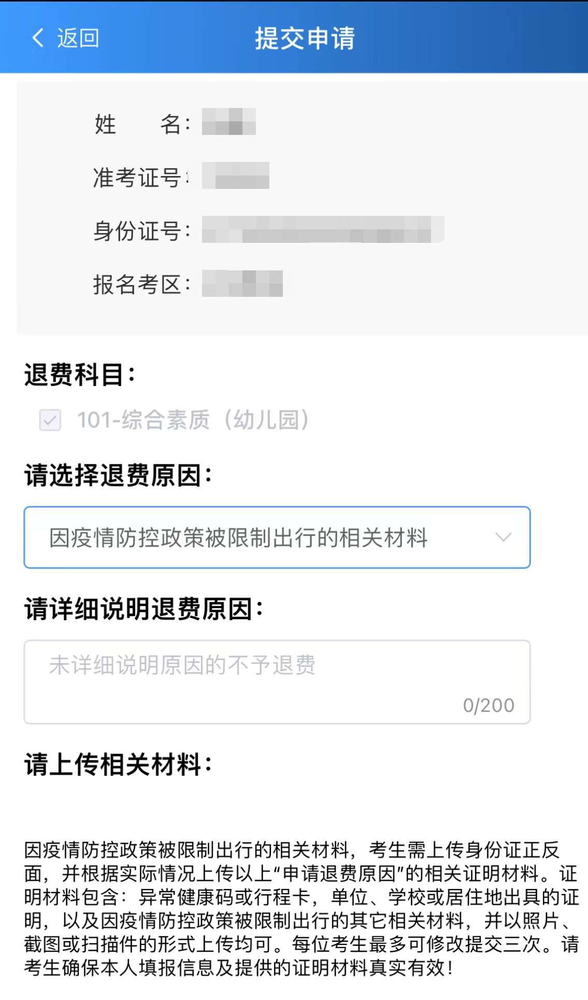 返回 提交申请
姓 名：
准考证号：
身份证号：
报名考区：
退费科目：
101-综合素质（幼儿园）
请选择退费原因：
因疫情防控政策被限制出行的相关材料
请详细说明退费原因：
未详细说明原因的不予退费
0/200
请上传相关材料：
因疫情防控政策被限制出行的相关材料，考生需上传身份证正反
面，并根据实际情况上传以上“申请退费原因”的相关证明材料。证
明材料包含：异常健康码或行程卡，单位、学校或居住地出具的证
明，以及因疫情防控政策被限制出行的其它相关材料，并以照片、
截图或扫描件的形式上传均可。每位考生最多可修改提交三次。请
考生确保本人填报信息及提供的证明材料真实有效！